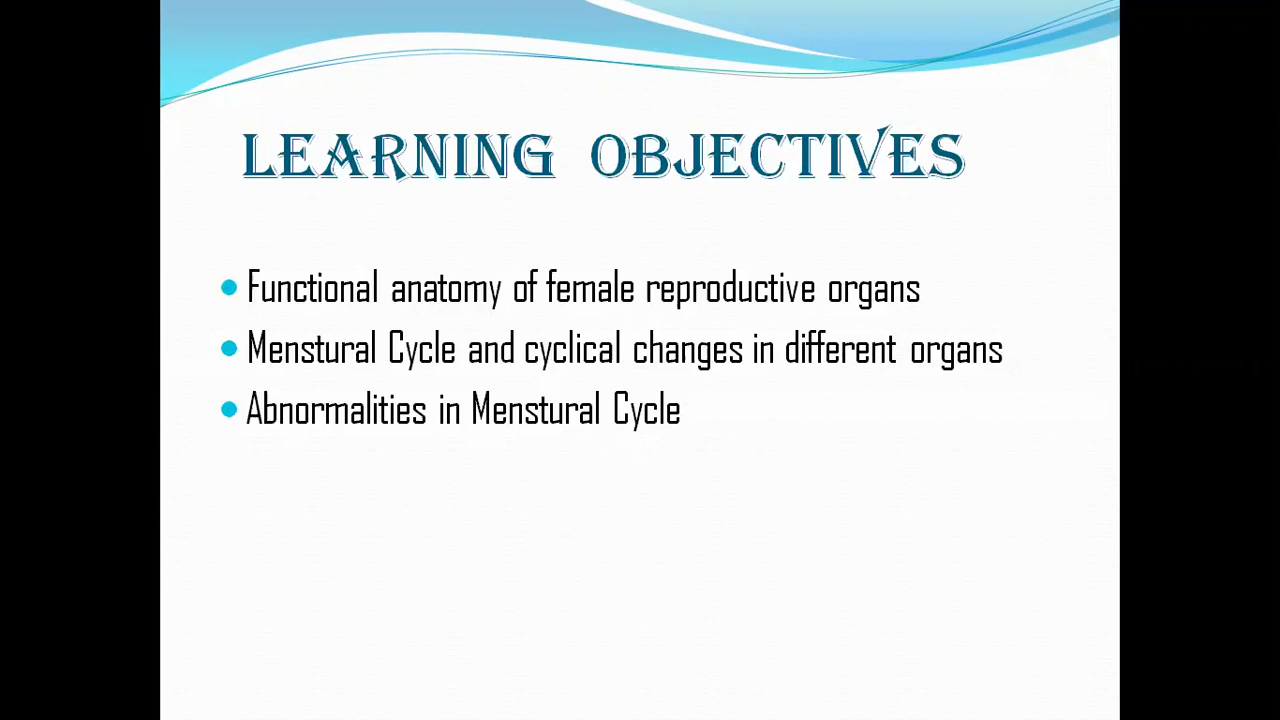 LEARNING OBJECTIVES
• Functional anatomy of female reproductive organs
• Menstural Cycle and cyclical changes in different organs
• Abnormalities in Menstural Cycle